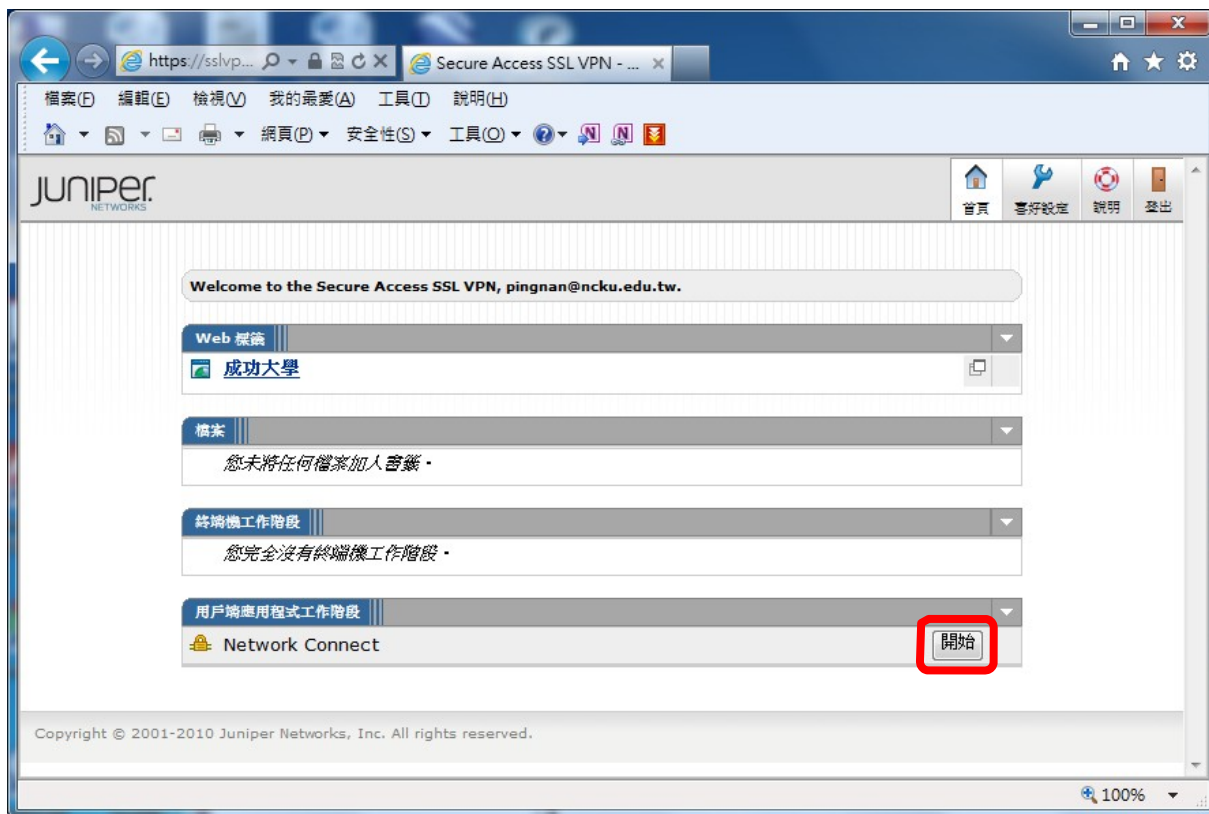 https://sslvp...
Secure Access SSL VPN - ...
檔案(F) 編輯(E) 檢視(V) 我的最愛(A) 工具(T) 說明(H)
網頁(P) 安全性(S) 工具(O)
JUNIPER
NETWORKS
首頁 喜好設定 說明 登出
Welcome to the Secure Access SSL VPN, pingnan@ncku.edu.tw.
Web 標籤
成功大學
檔案
您未將任何檔案加入書籤。
終端機工作階段
您完全沒有終端機工作階段。
用戶端應用程式工作階段
Network Connect 開始
Copyright © 2001-2010 Juniper Networks, Inc. All rights reserved.
100%